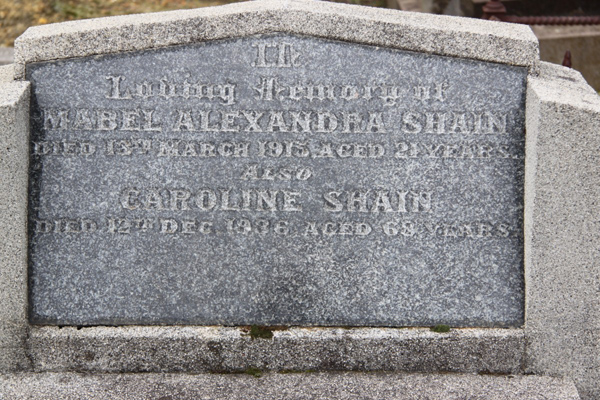 In
Loving Memory of
MABEL ALEXANDRA SHAIN
DIED 13TH MARCH 1915, AGED 21 YEARS.
ALSO
CAROLINE SHAIN
DIED 12TH DEC. 1936 AGED 68 YEARS.